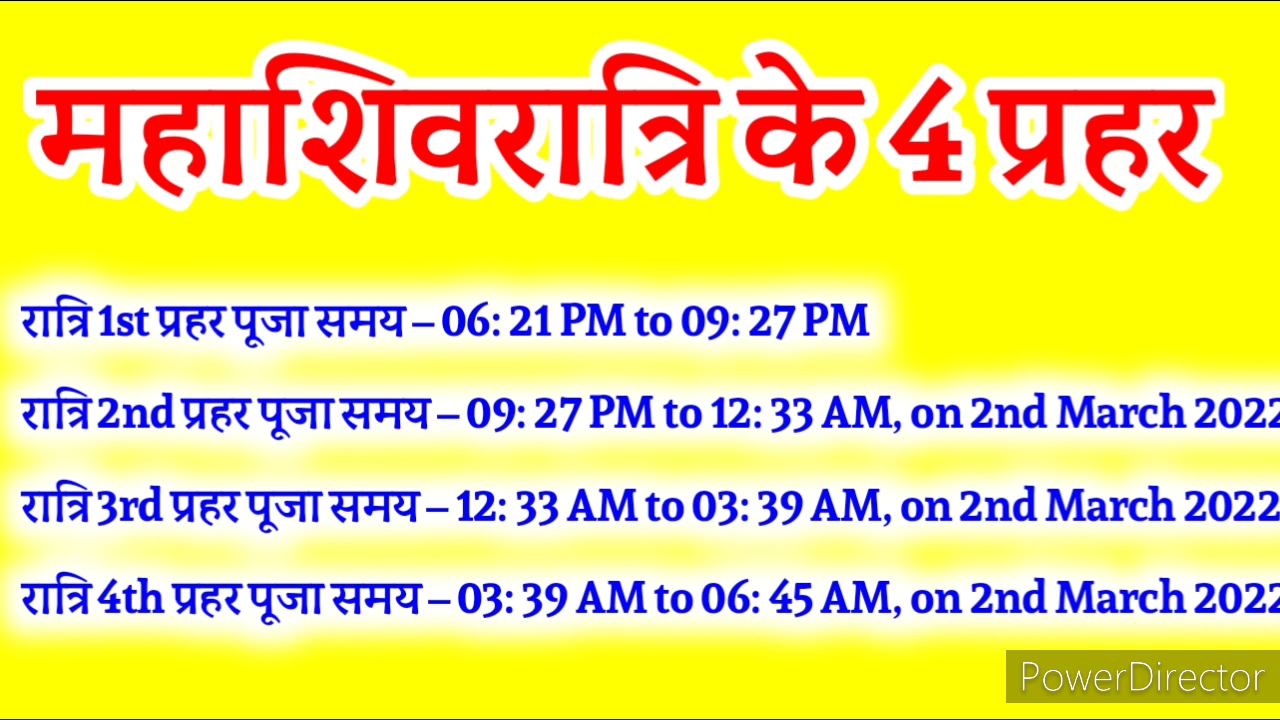 महाशिवरात्रि के 4 प्रहर
रात्रि 1st प्रहर पूजा समय – 06: 21 PM to 09: 27 PM
रात्रि 2nd प्रहर पूजा समय – 09: 27 PM to 12: 33 AM, on 2nd March 2022
रात्रि 3rd प्रहर पूजा समय – 12: 33 AM to 03: 39 AM, on 2nd March 2022
रात्रि 4th प्रहर पूजा समय – 03: 39 AM to 06: 45 AM, on 2nd March 2022
PowerDirector